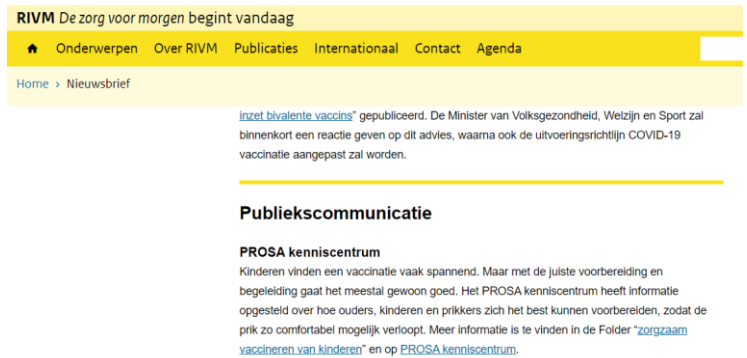 RIVM De zorg voor morgen begint vandaag
Onderwerpen Over RIVM Publicaties Internationaal Contact Agenda
Home › Nieuwsbrief
inzet bivalente vaccins" gepubliceerd. De Minister van Volksgezondheid, Welzijn en Sport zal
binnenkort een reactie geven op dit advies, waarna ook de uitvoeringsrichtlijn COVID-19
vaccinatie aangepast zal worden.
Publiekscommunicatie
PROSA kenniscentrum
Kinderen vinden een vaccinatie vaak spannend. Maar met de juiste voorbereiding en
begeleiding gaat het meestal gewoon goed. Het PROSA kenniscentrum heeft informatie
opgesteld over hoe ouders, kinderen en prikkers zich het best kunnen voorbereiden, zodat de
prik zo comfortabel mogelijk verloopt. Meer informatie is te vinden in de Folder "zorgzaam
vaccineren van kinderen" en op PROSA kenniscentrum.